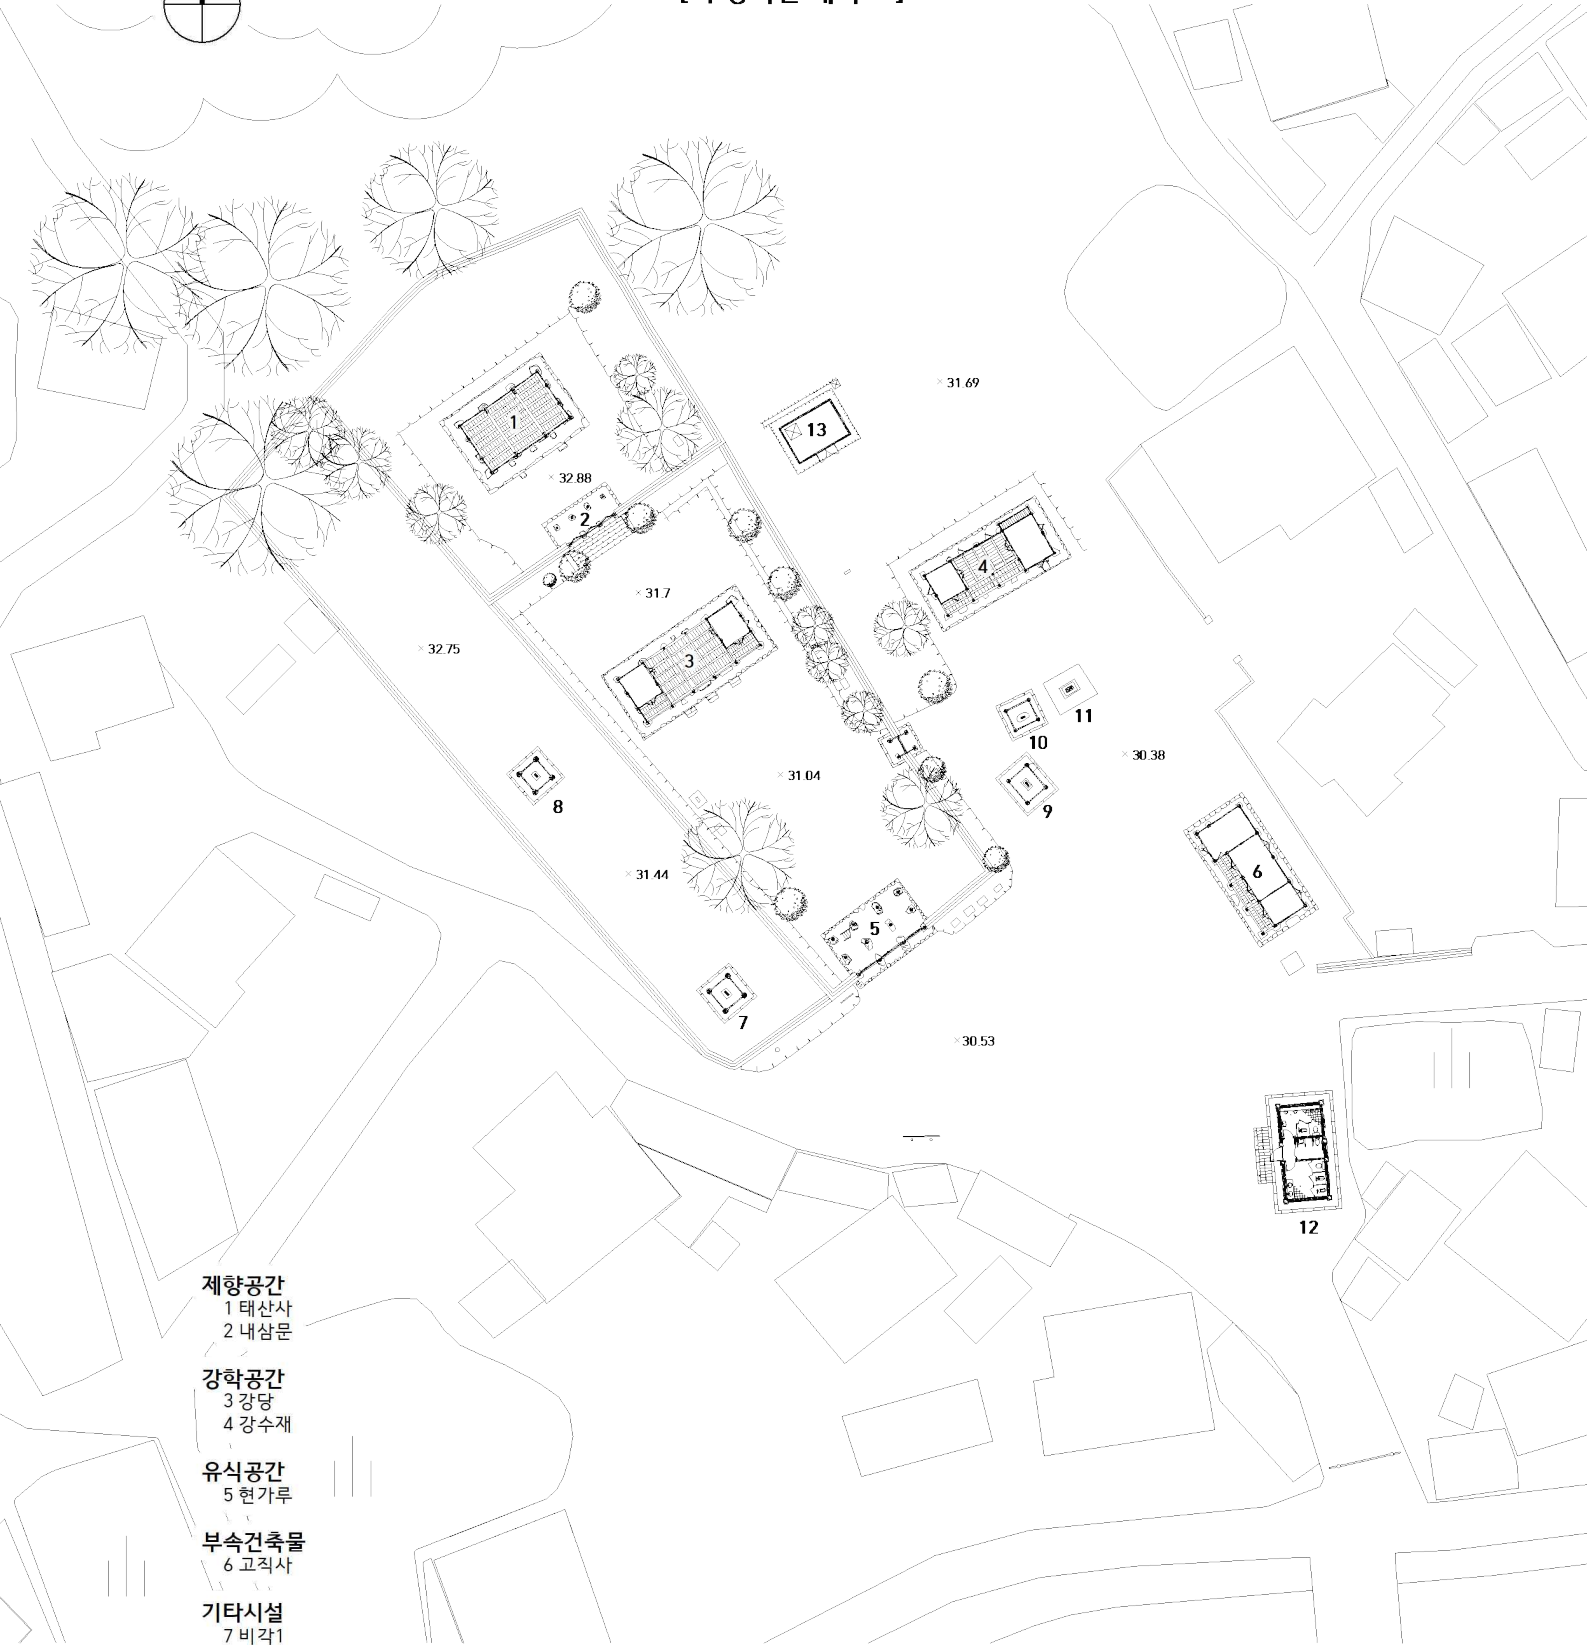 31.69
1
13
32.88
2
4
31.7
3
32.75
11
10
30.38
31.04
8
9
6
31.44
5
7
30.53
12
제향공간
1 태산사
2 내삼문
강학공간
3 강당
4 강수재
유식공간
5 현가루
부속건축물
6 고직사
기타시설
7 비각1